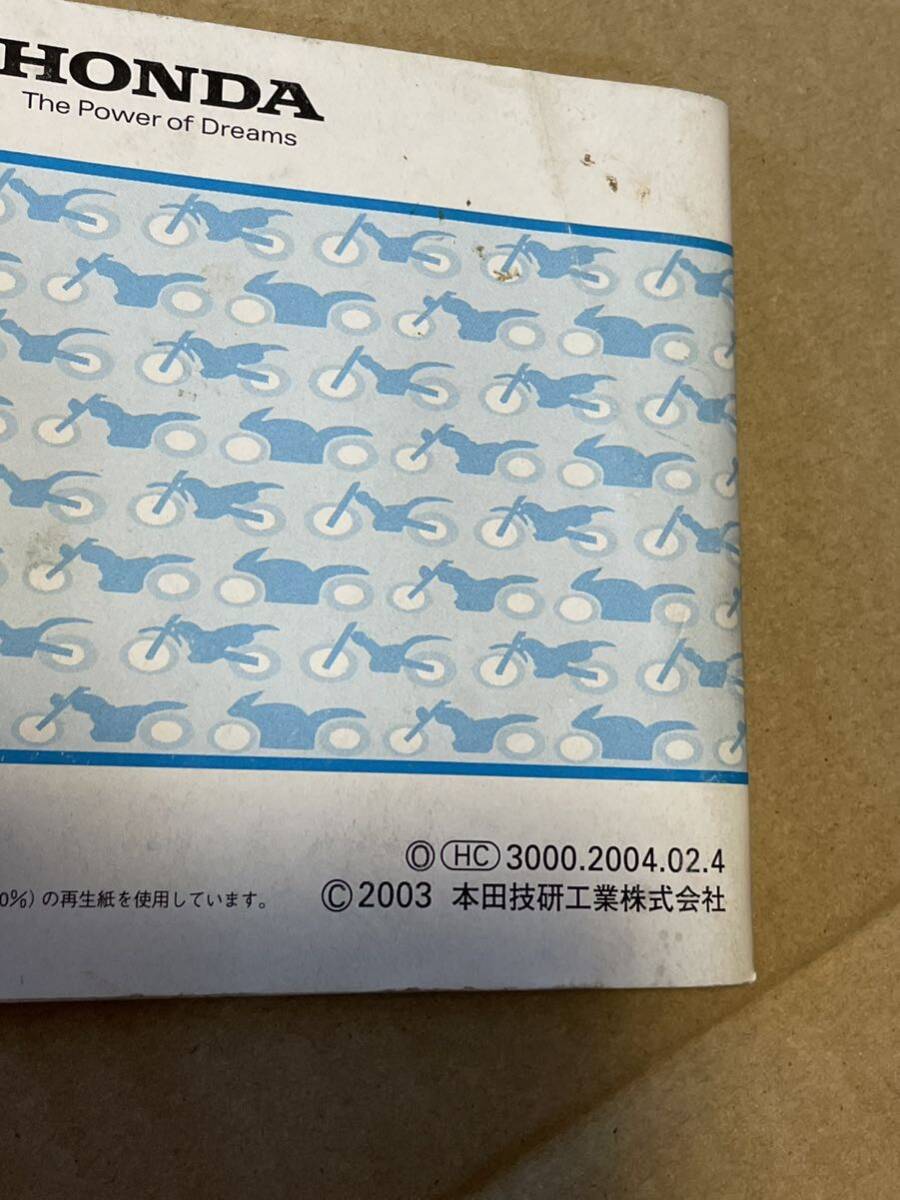 HONDA
The Power of Dreams
Ⓞ HC 3000.2004.02.4
0%)の再生紙を使用しています。
©2003 本田技研工業株式会社